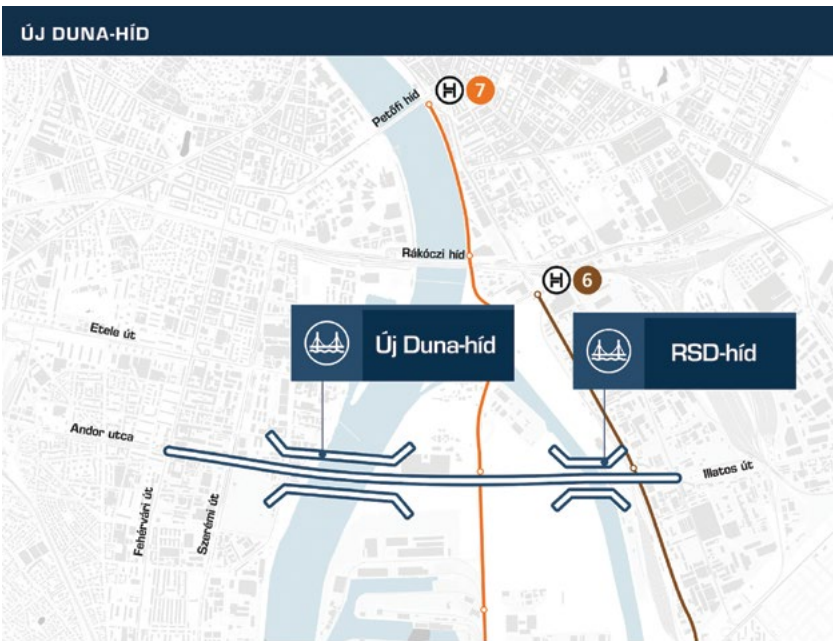 ÚJ DUNA-HÍD
Petőfi híd
H 7
Rákóczi híd
H 6
Etele út
Új Duna-híd
RSD-híd
Andor utca
Illatos út
Fehérvári út
Szerémi út